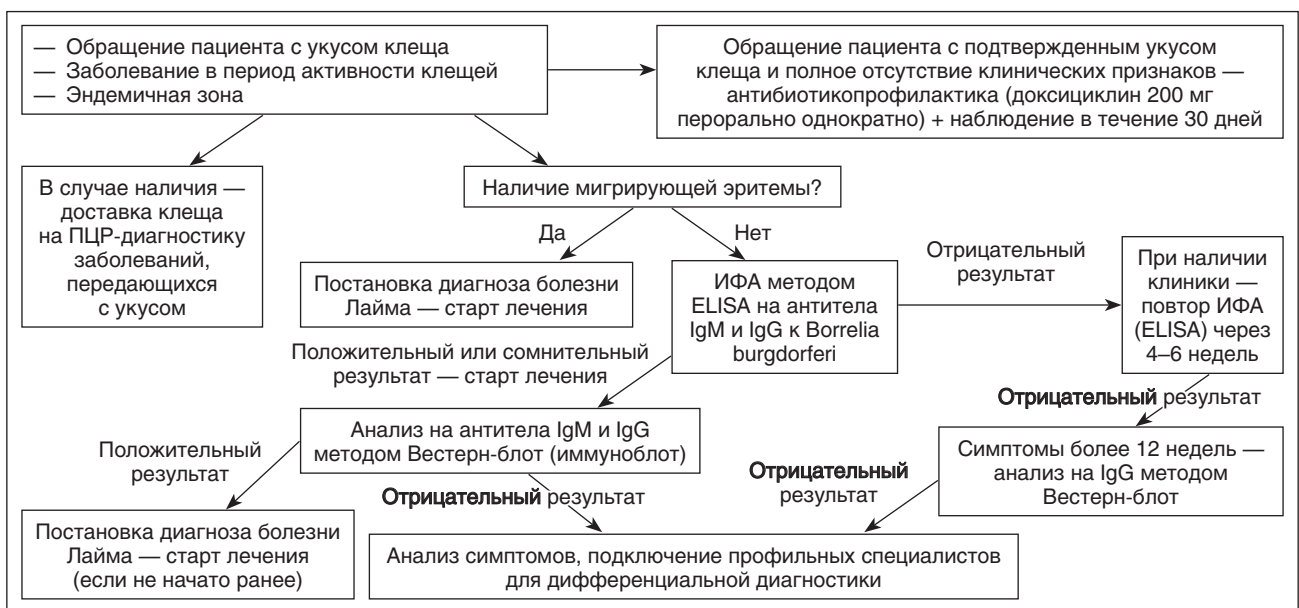 — Обращение пациента с укусом клеща
— Заболевание в период активности клещей
— Эндемичная зона
Обращение пациента с подтвержденным укусом
клеща и полное отсутствие клинических признаков —
антибиотикопрофилактика (доксициклин 200 мг
перорально однократно) + наблюдение в течение 30 дней
В случае наличия —
доставка клеща
на ПЦР-диагностику
заболеваний,
передающихся
с укусом
Наличие мигрирующей эритемы?
Да
Нет
Постановка диагноза болезни
Лайма — старт лечения
ИФА методом
ELISA на антитела
IgM и IgG к Borrelia
burgdorferi
Отрицательный
результат
При наличии
клиники —
повтор ИФА
(ELISA) через
4–6 недель
Положительный или сомнительный
результат — старт лечения
Отрицательный результат
Анализ на антитела IgM и IgG
методом Вестерн-блот (иммуноблот)
Симптомы более 12 недель —
анализ на IgG методом
Вестерн-блот
Положительный
результат
Отрицательный результат
Отрицательный
результат
Постановка диагноза болезни
Лайма — старт лечения
(если не начато ранее)
Анализ симптомов, подключение профильных специалистов
для дифференциальной диагностики